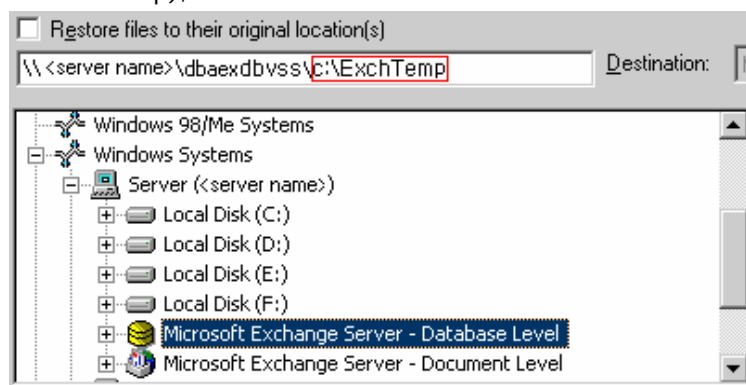 Restore files to their original location(s)
\\<server name>\dbaexdbvss\c:\ExchTemp
Destination:
Windows 98/Me Systems
Windows Systems
Server (<server name>)
Local Disk (C:)
Local Disk (D:)
Local Disk (E:)
Local Disk (F:)
Microsoft Exchange Server - Database Level
Microsoft Exchange Server - Document Level